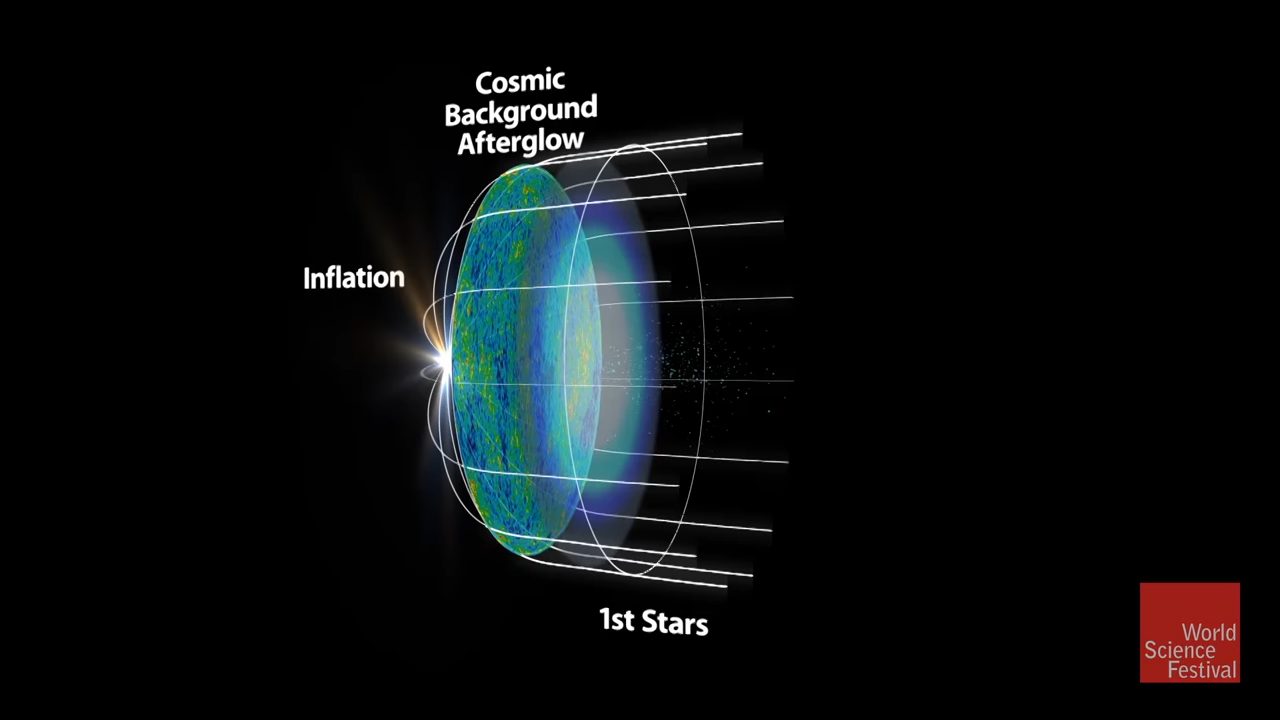 Cosmic
Background
Afterglow
Inflation
1st Stars
World
Science
Festival